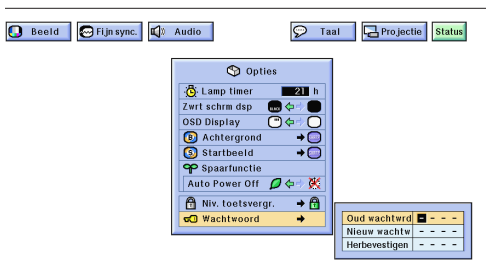 Beeld
Fijn sync.
Audio
Taal
Projectie
Status
Opties
Lamp timer 21 h
Zwrt schrm dsp BLACK
OSD Display
Achtergrond
Startbeeld
Spaarfunctie
Auto Power Off
Niv. toetsvergr.
Wachtwoord
Oud wachtwrd - - - -
Nieuw wachtw - - - -
Herbevestigen - - - -